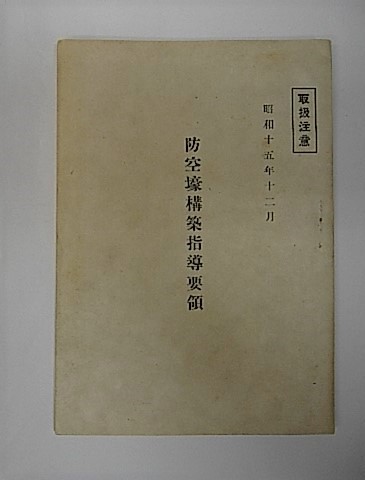 取扱注意
昭和十五年十二月
防空壕構築指導要領